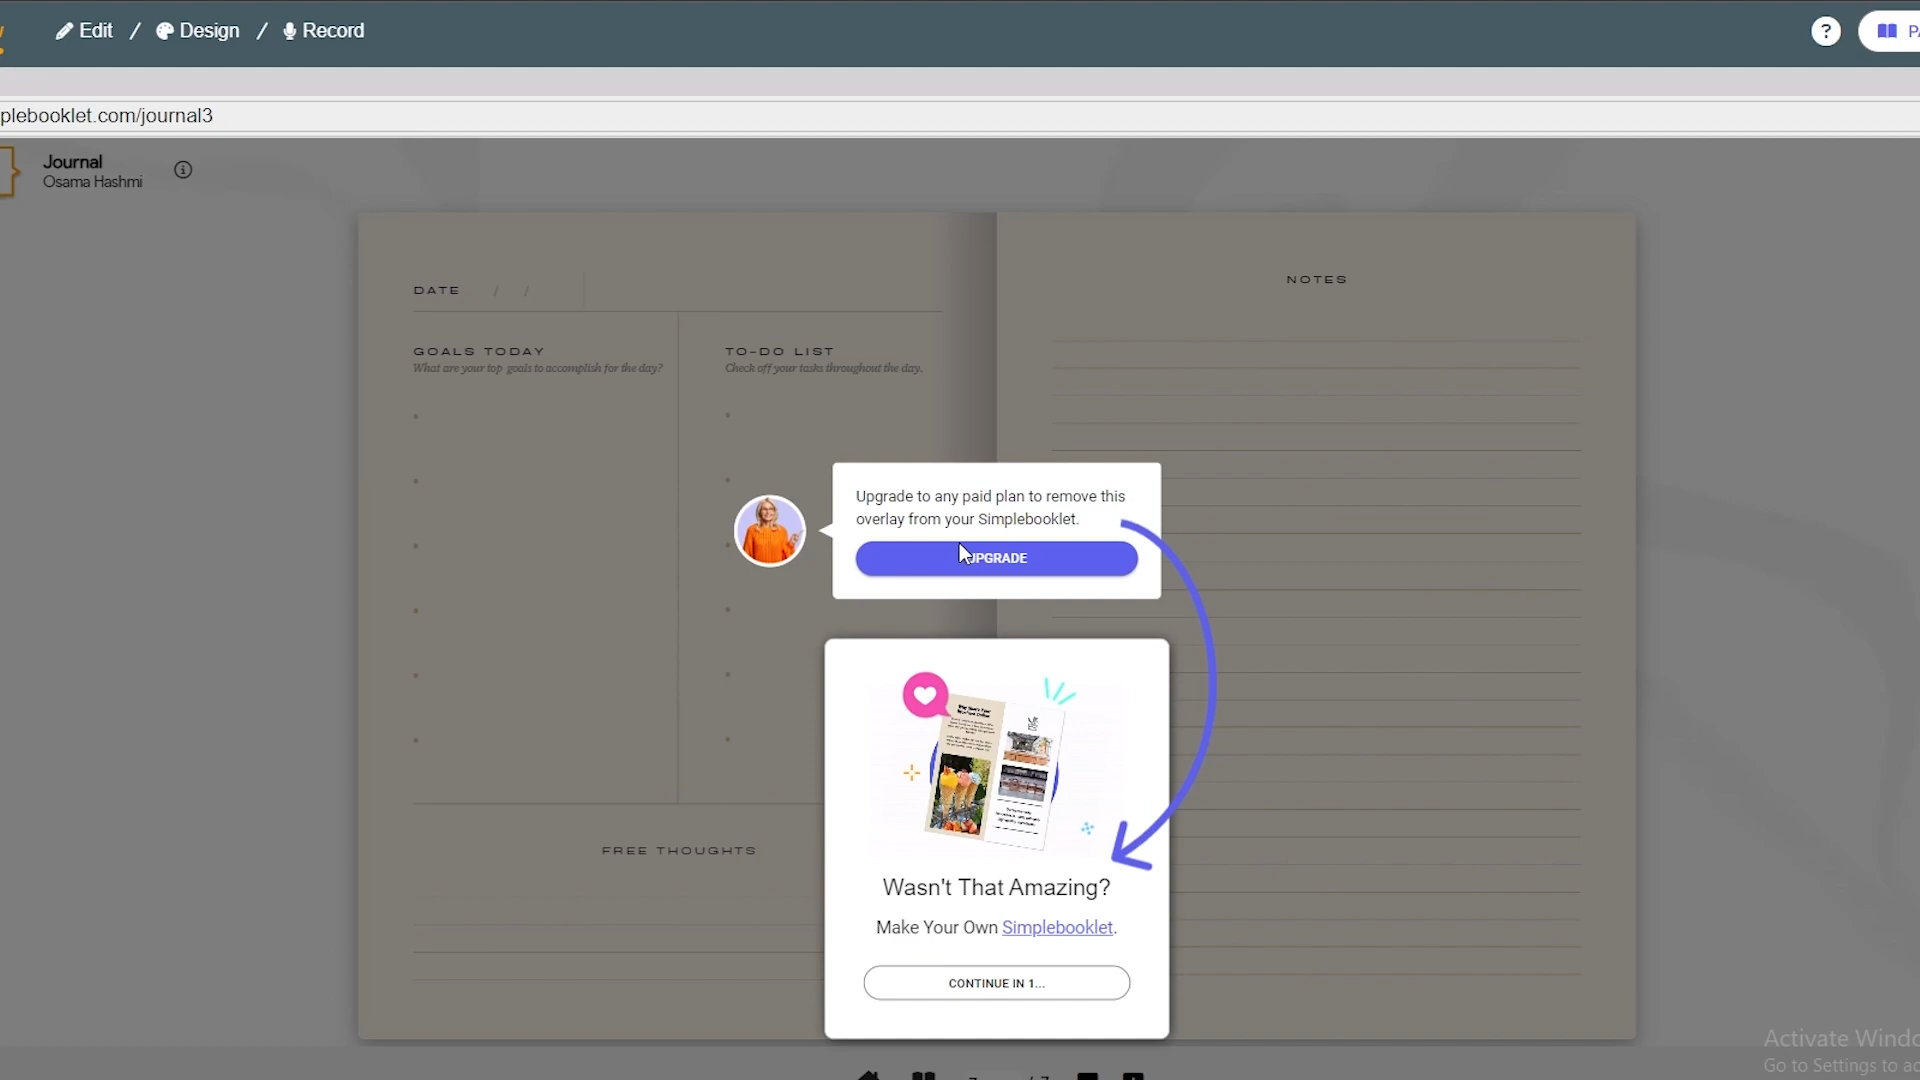 Edit / Design / Record
?
plebooklet.com/journal3
Journal
Osama Hashmi
DATE / /
NOTES
GOALS TODAY
What are your top goals to accomplish for the day?
TO-DO LIST
Check off your tasks throughout the day.
Upgrade to any paid plan to remove this
overlay from your Simplebooklet.
UPGRADE
FREE THOUGHTS
Wasn't That Amazing?
Make Your Own Simplebooklet.
CONTINUE IN 1...
Activate Windo
Go to Settings to ac